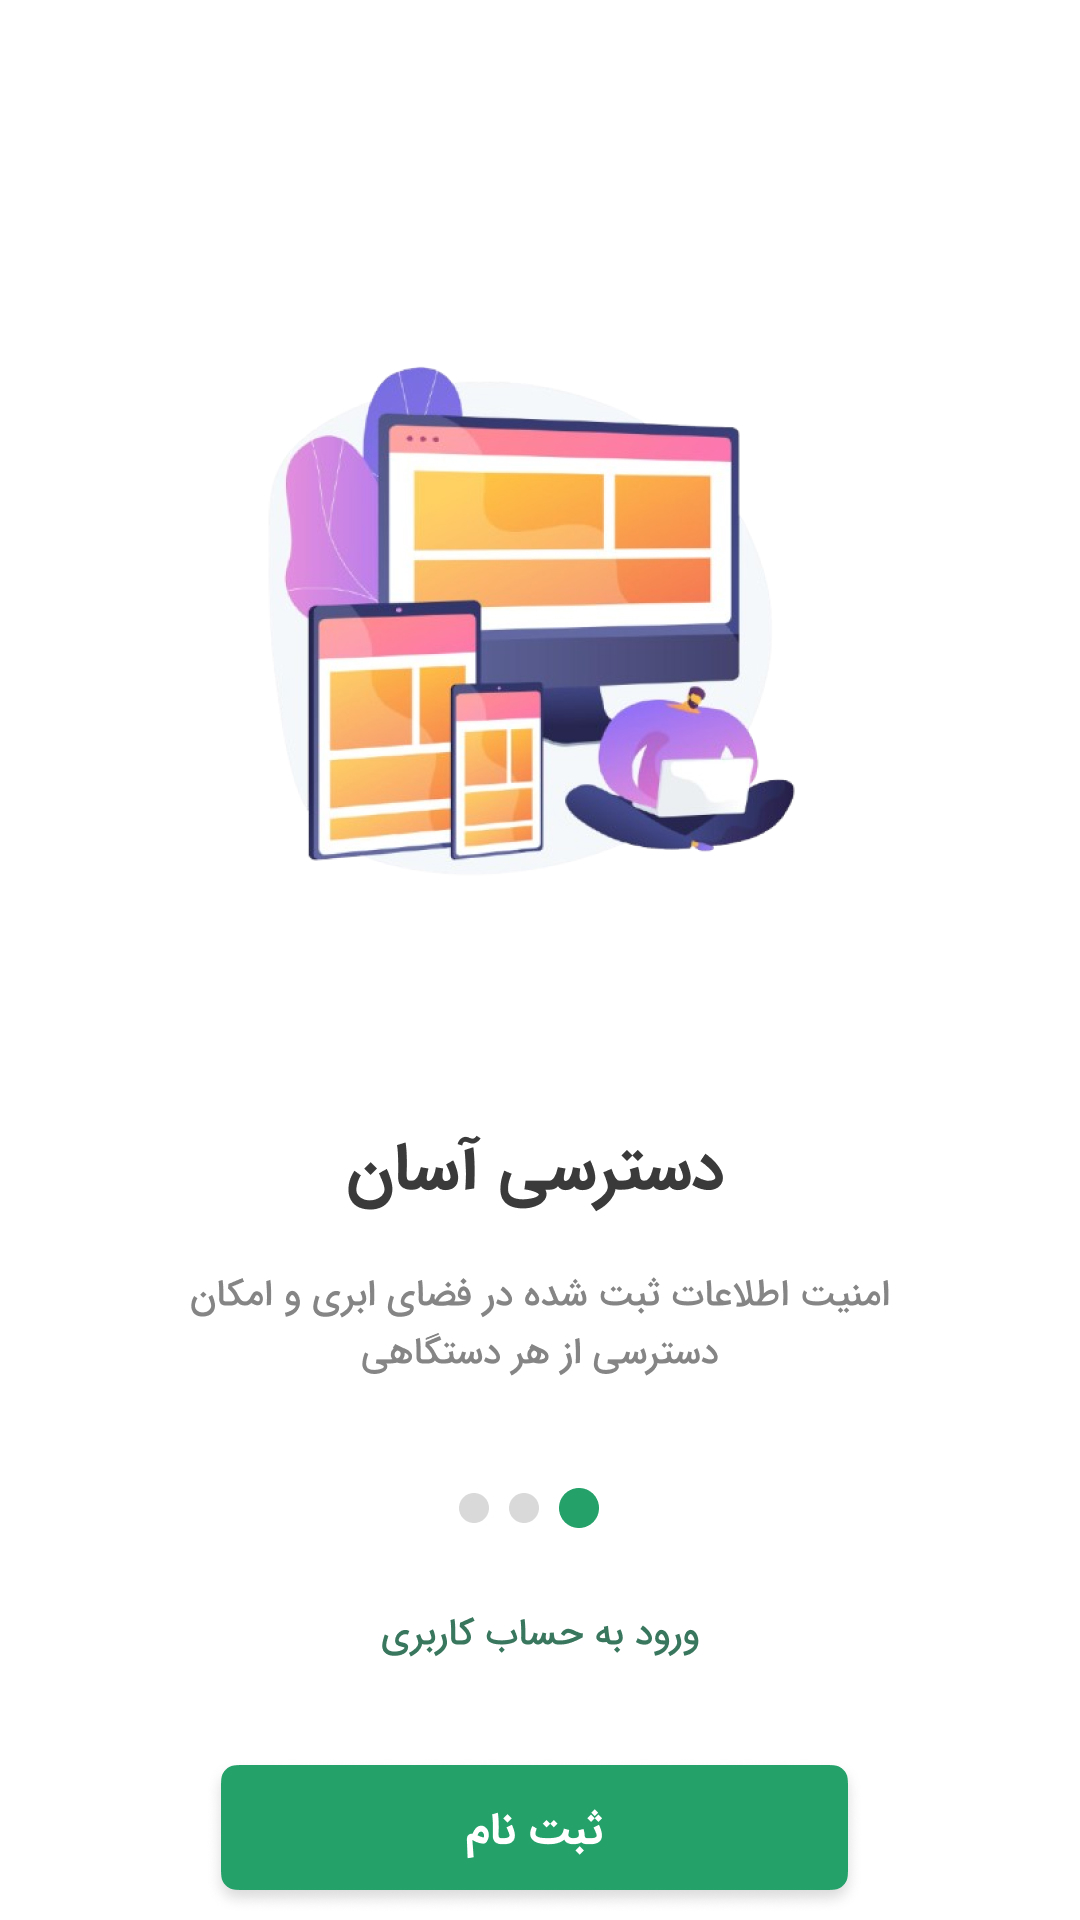 دسترسی آسان
امنیت اطلاعات ثبت شده در فضای ابری و امکان
دسترسی از هر دستگاهی
ورود به حساب کاربری
ثبت نام